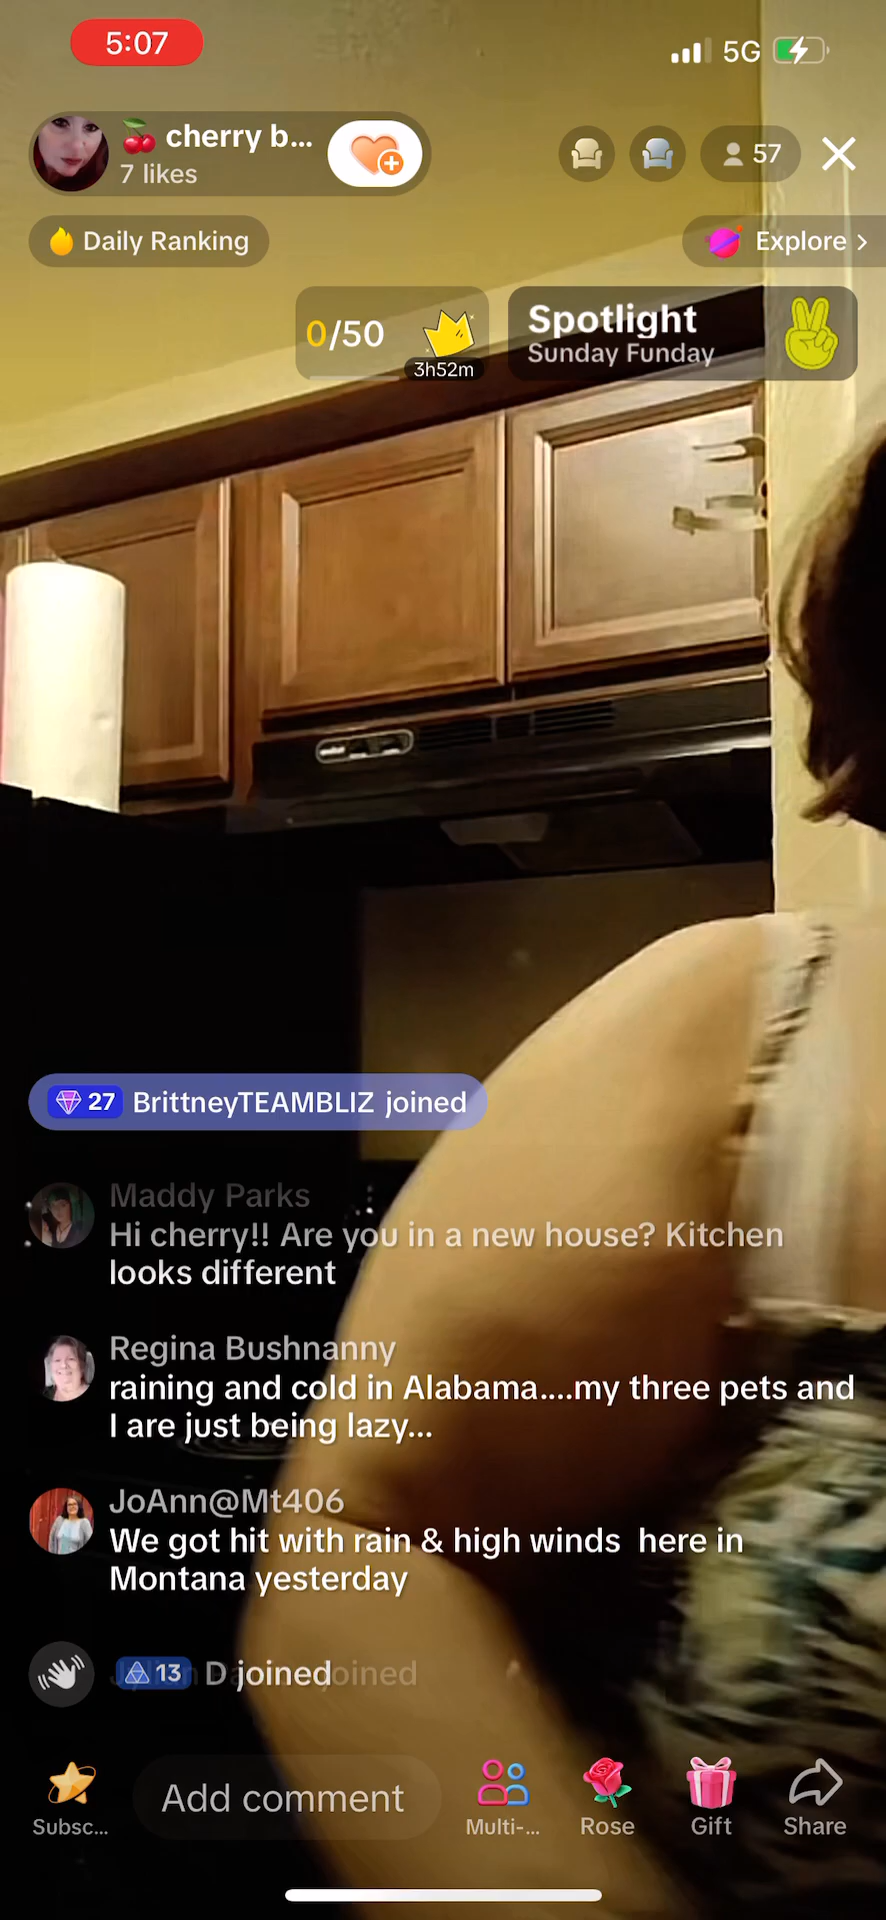 5:07
5G
🍒 cherry b...
7 likes
57
Daily Ranking
Explore >
0/50
3h52m
Spotlight
Sunday Funday
27 BrittneyTEAMBLIZ joined
Maddy Parks
Hi cherry!! Are you in a new house? Kitchen
looks different
Regina Bushnanny
raining and cold in Alabama....my three pets and
I are just being lazy...
JoAnn@Mt406
We got hit with rain & high winds here in
Montana yesterday
13 D joined
Subsc...
Add comment
Multi-...
Rose
Gift
Share